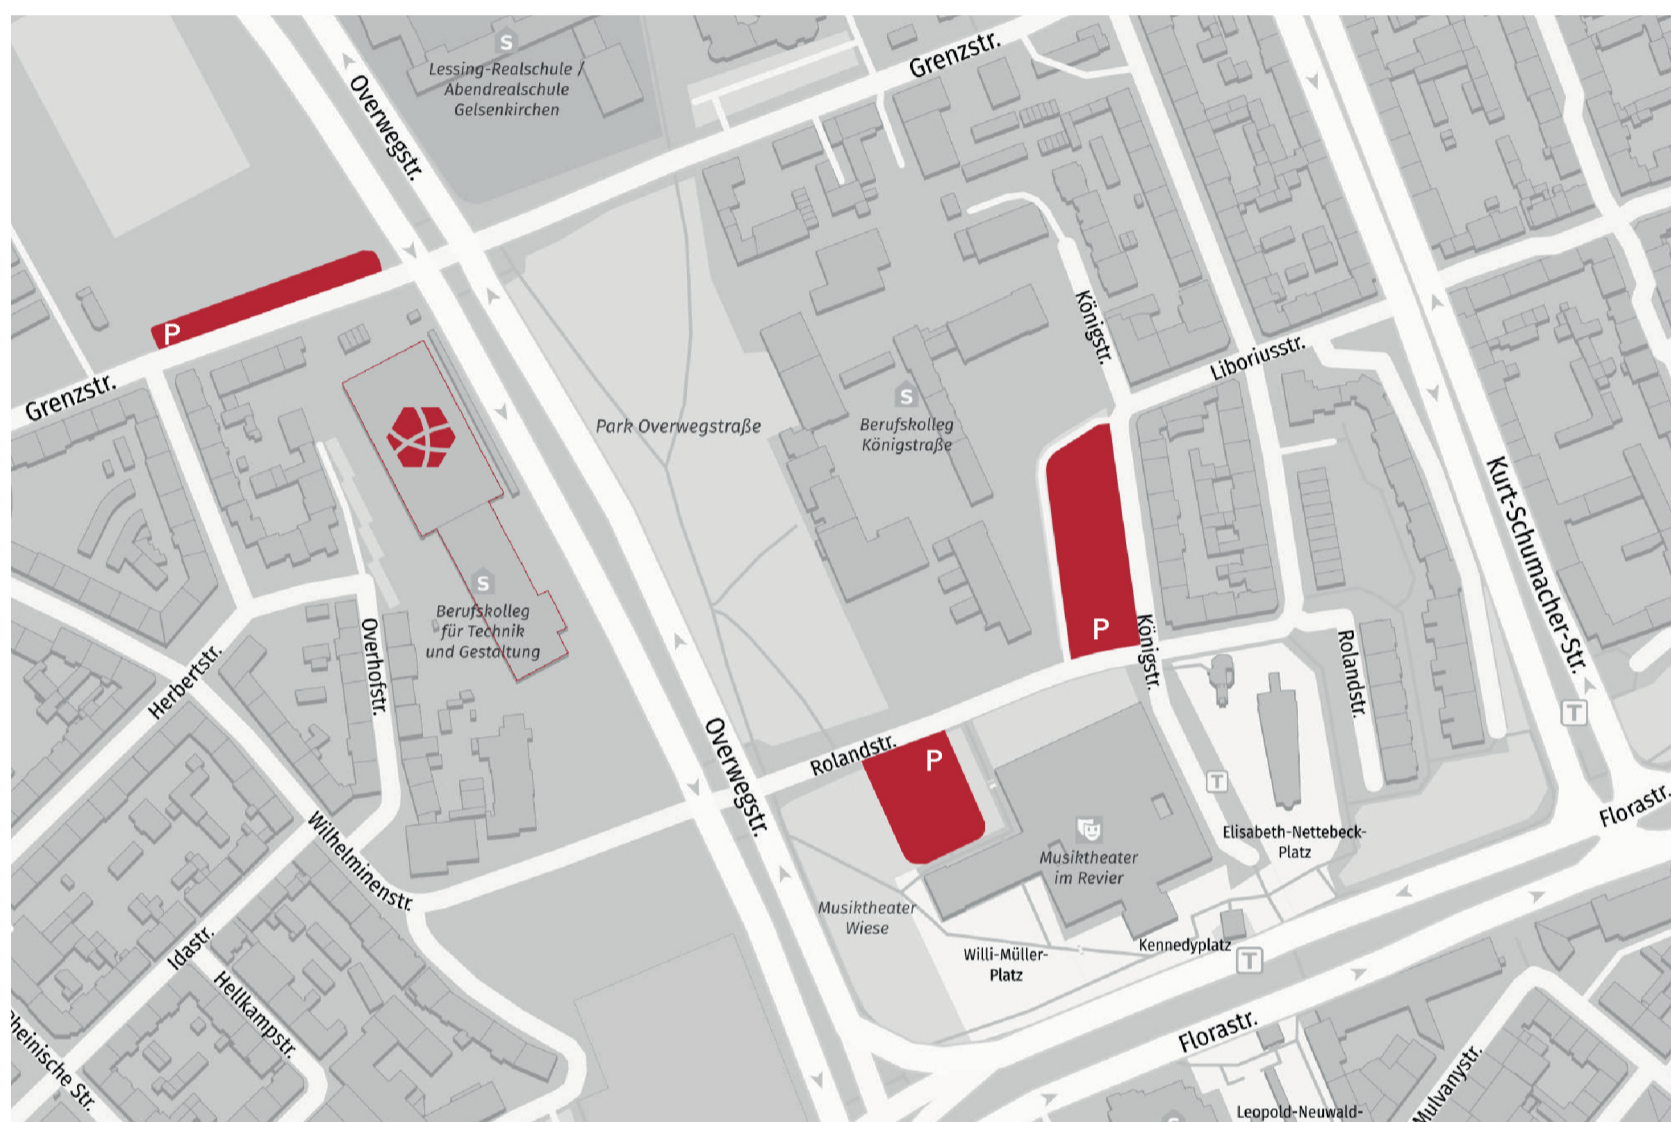 S
Lessing-Realschule /
Abendrealschule
Gelsenkirchen
Grenzstr.
Overwegstr.
P
Grenzstr.
Königstr.
Liboriusstr.
Park Overwegstraße
S
Berufskolleg
Königstraße
Kurt-Schumacher-Str.
S
Berufskolleg
für Technik
und Gestaltung
Overhofstr.
Herbertstr.
P
Königstr.
Rolandstr.
T
Overwegstr.
Rolandstr.
P
T
Florastr.
Wilhelminenstr.
Elisabeth-Nettebeck-
Platz
Musiktheater
im Revier
Musiktheater
Wiese
Willi-Müller-
Platz
Kennedyplatz
T
Idastr.
Hellkampstr.
heinische Str.
Florastr.
Mulvanystr.
Leopold-Neuwald-